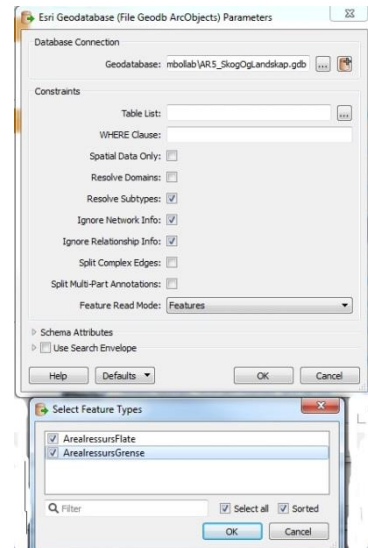 Esri Geodatabase (File Geodb ArcObjects) Parameters
Database Connection
Geodatabase: mbollab\AR5_SkogOgLandskap.gdb ...
Constraints
Table List: ...
WHERE Clause:
Spatial Data Only:
Resolve Domains:
Resolve Subtypes:
Ignore Network Info:
Ignore Relationship Info:
Split Complex Edges:
Split Multi-Part Annotations:
Feature Read Mode: Features
Schema Attributes
Use Search Envelope
Help Defaults OK Cancel
Select Feature Types
ArealressursFlate
ArealressursGrense
Filter Select all Sorted
OK Cancel